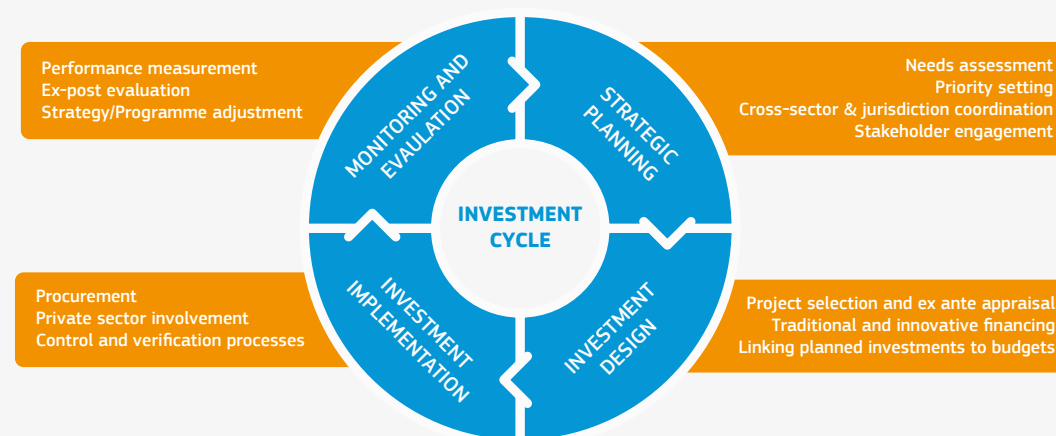 Performance measurement
Ex-post evaluation
Strategy/Programme adjustment
MONITORING AND
EVAULATION
STRATEGIC
PLANNING
Needs assessment
Priority setting
Cross-sector & jurisdiction coordination
Stakeholder engagement
INVESTMENT
CYCLE
Procurement
Private sector involvement
Control and verification processes
INVESTMENT
IMPLEMENTATION
INVESTMENT
DESIGN
Project selection and ex ante appraisal
Traditional and innovative financing
Linking planned investments to budgets